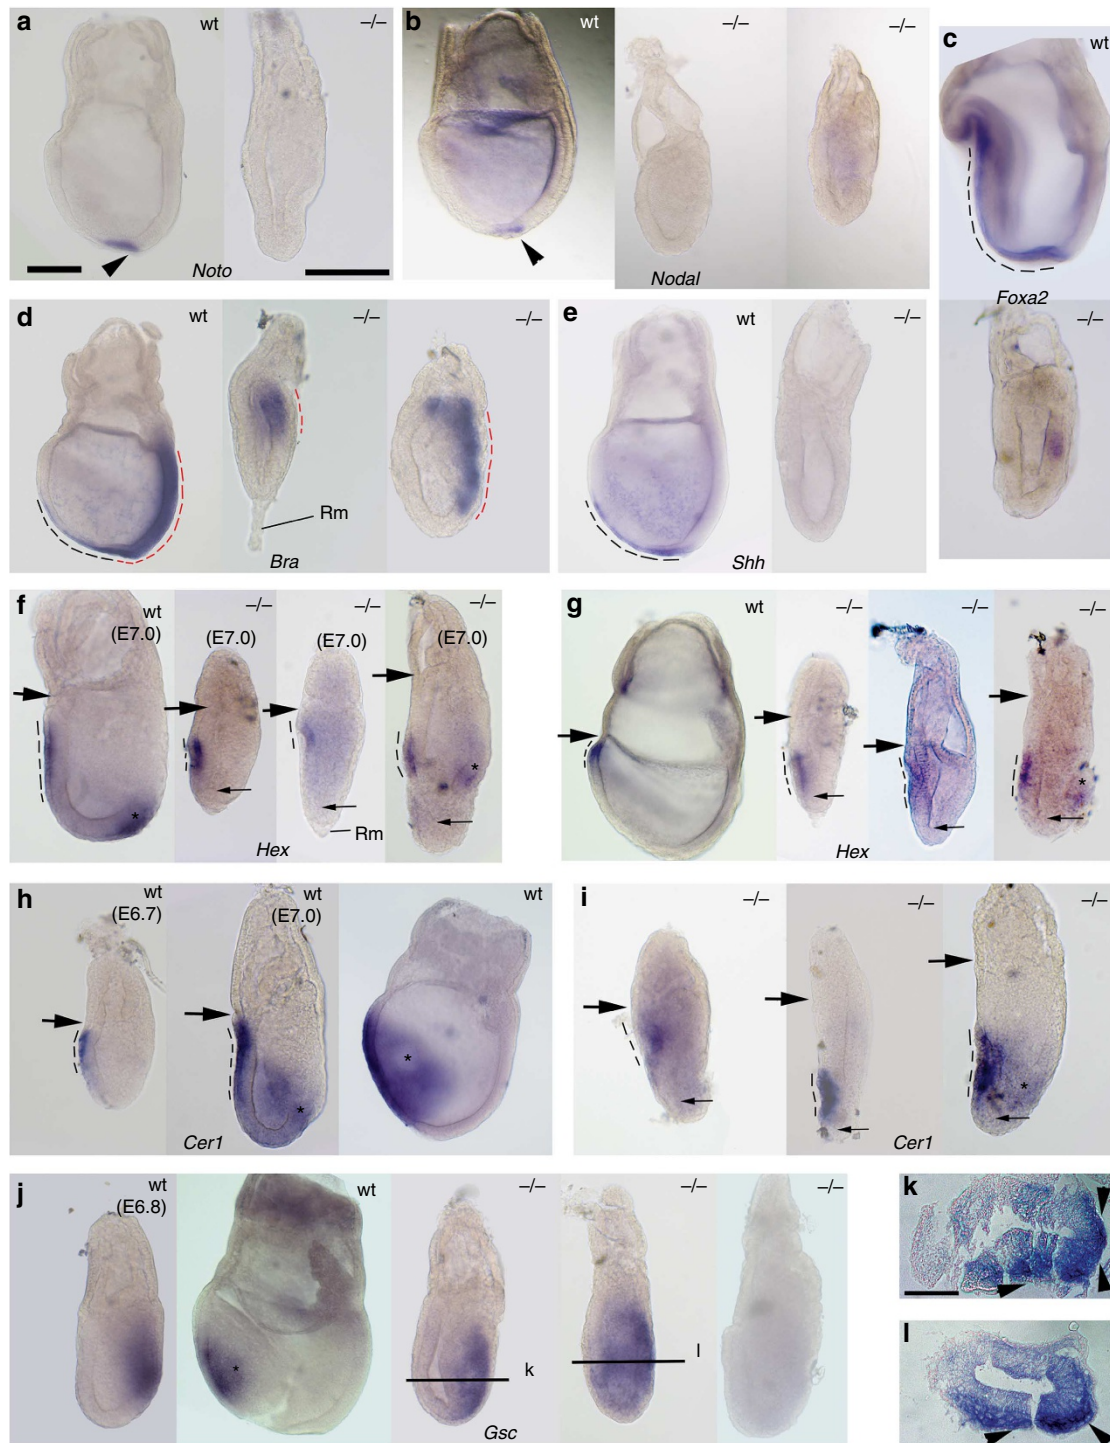 a
wt
–/–
Noto
b
wt
–/–
–/–
Nodal
c
wt
Foxa2
–/–
d
wt
–/–
–/–
Rm
Bra
e
wt
–/–
Shh
f
wt
(E7.0)
–/–
(E7.0)
–/–
(E7.0)
–/–
(E7.0)
*
*
Rm
Hex
g
wt
–/–
–/–
–/–
*
Hex
h
wt
(E6.7)
wt
(E7.0)
wt
*
*
Cer1
i
–/–
–/–
–/–
*
Cer1
j
wt
(E6.8)
wt
–/–
–/–
–/–
*
k
l
Gsc
k
l